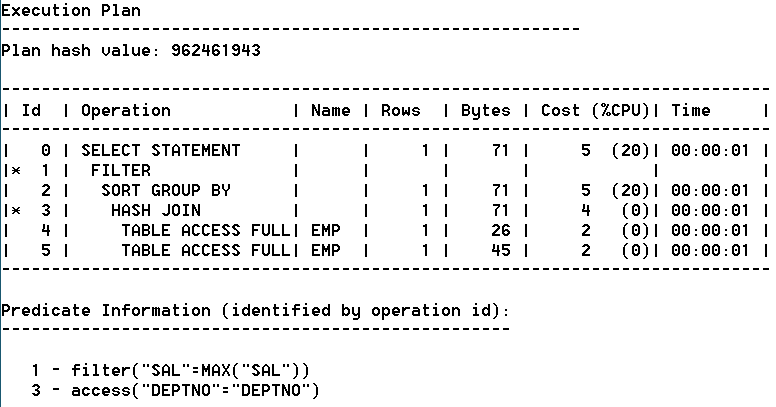 Execution Plan
----------------------------------------------------------
Plan hash value: 962461943

-----------------------------------------------------------------------------
| Id  | Operation            | Name | Rows  | Bytes | Cost (%CPU)| Time     |
-----------------------------------------------------------------------------
|   0 | SELECT STATEMENT     |      |     1 |    71 |     5  (20)| 00:00:01 |
|*  1 |  FILTER              |      |       |       |            |          |
|   2 |   SORT GROUP BY      |      |     1 |    71 |     5  (20)| 00:00:01 |
|*  3 |    HASH JOIN         |      |     1 |    71 |     4   (0)| 00:00:01 |
|   4 |     TABLE ACCESS FULL| EMP  |     1 |    26 |     2   (0)| 00:00:01 |
|   5 |     TABLE ACCESS FULL| EMP  |     1 |    45 |     2   (0)| 00:00:01 |
-----------------------------------------------------------------------------

Predicate Information (identified by operation id):
---------------------------------------------------

   1 - filter("SAL"=MAX("SAL"))
   3 - access("DEPTNO"="DEPTNO")